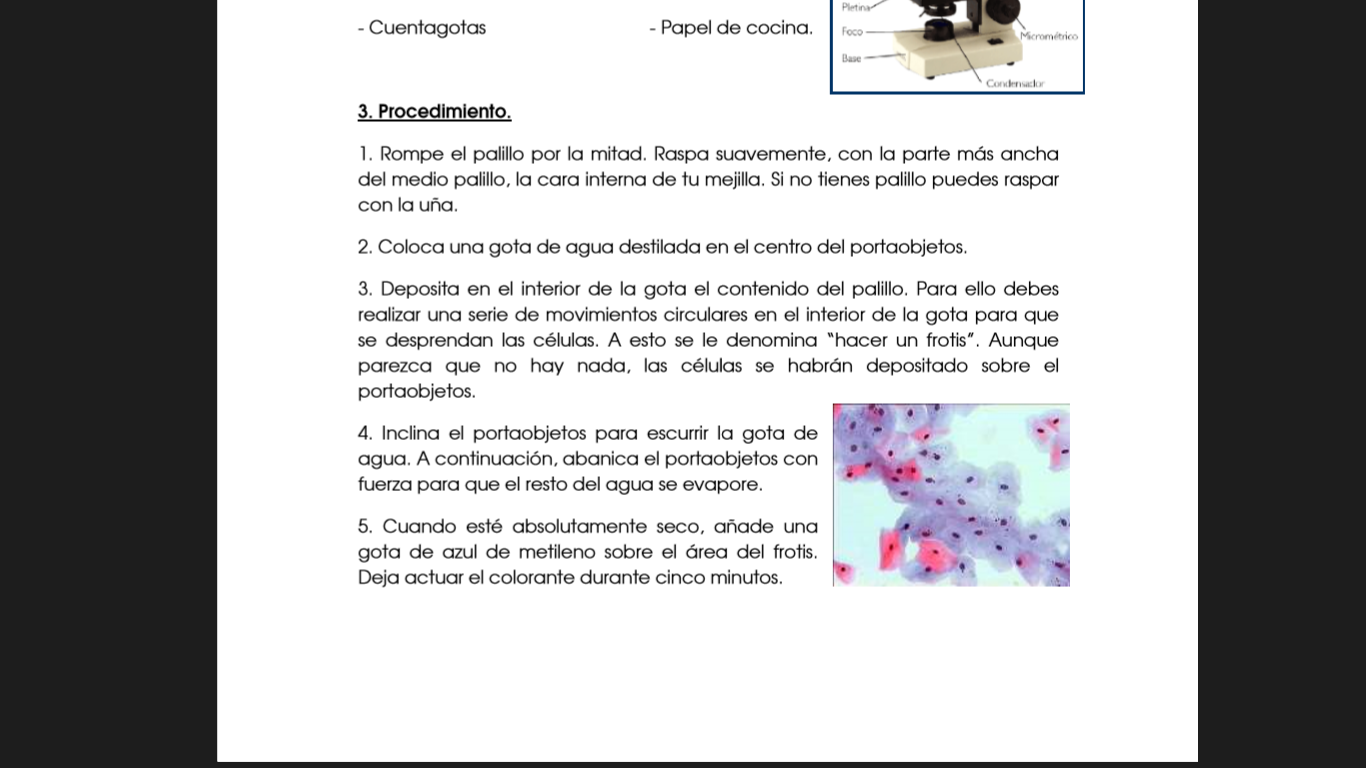 Pletina
- Cuentagotas
- Papel de cocina.
Foco
Micrométrico
Base
Condensador
3. Procedimiento.
1. Rompe el palillo por la mitad. Raspa suavemente, con la parte más ancha
del medio palillo, la cara interna de tu mejilla. Si no tienes palillo puedes raspar
con la uña.
2. Coloca una gota de agua destilada en el centro del portaobjetos.
3. Deposita en el interior de la gota el contenido del palillo. Para ello debes
realizar una serie de movimientos circulares en el interior de la gota para que
se desprendan las células. A esto se le denomina “hacer un frotis”. Aunque
parezca que no hay nada, las células se habrán depositado sobre el
portaobjetos.
4. Inclina el portaobjetos para escurrir la gota de
agua. A continuación, abanica el portaobjetos con
fuerza para que el resto del agua se evapore.
5. Cuando esté absolutamente seco, añade una
gota de azul de metileno sobre el área del frotis.
Deja actuar el colorante durante cinco minutos.